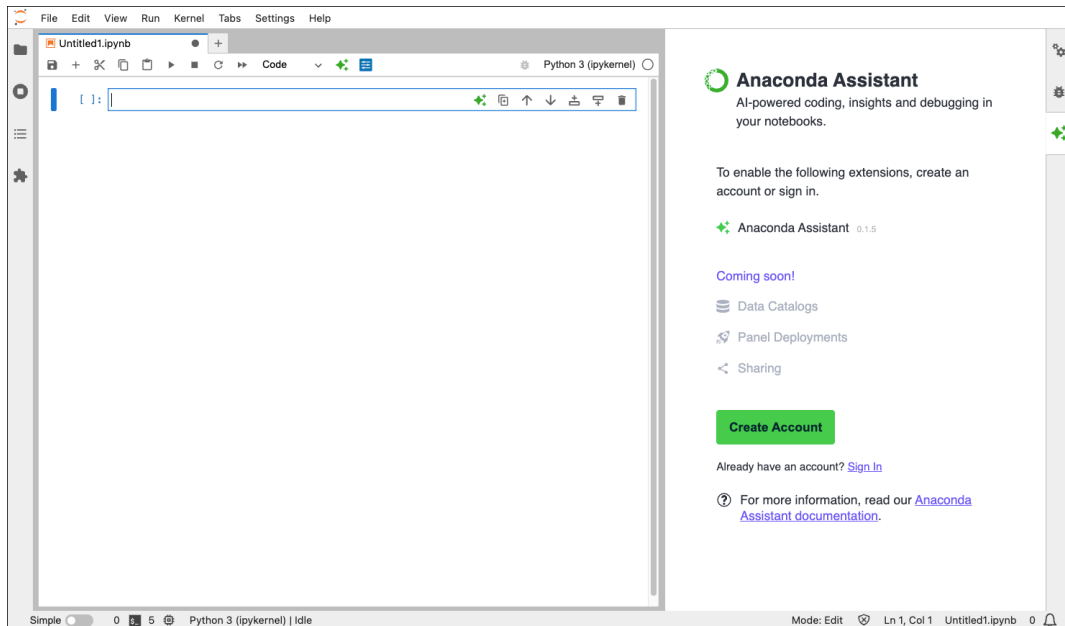 File Edit View Run Kernel Tabs Settings Help
Untitled1.ipynb
Code
Python 3 (ipykernel)
[ ]:
Anaconda Assistant
AI-powered coding, insights and debugging in
your notebooks.
To enable the following extensions, create an
account or sign in.
Anaconda Assistant 0.1.5
Coming soon!
Data Catalogs
Panel Deployments
Sharing
Create Account
Already have an account? Sign In
For more information, read our Anaconda
Assistant documentation.
Simple 0 $_ 5 Python 3 (ipykernel) | Idle Mode: Edit Ln 1, Col 1 Untitled1.ipynb 0